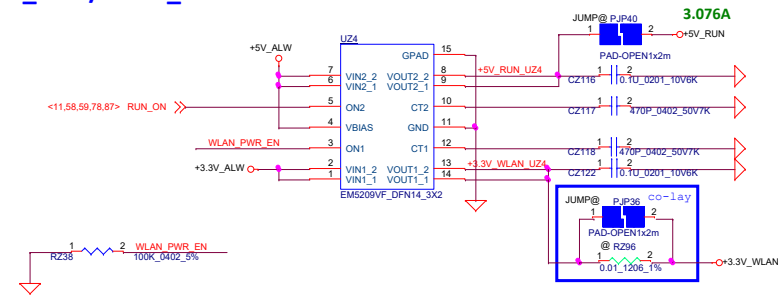 3.076A
JUMP@ PJP40
1 2
+5V_RUN
PAD-OPEN1x2m
+5V_ALW
UZ4
GPAD 15
7 VIN2_2 VOUT2_2 8 +5V_RUN_UZ4
6 VIN2_1 VOUT2_1 9
CZ116 1 2 0.1U_0201_10V6K
<11,58,59,78,87> RUN_ON
5 ON2 CT2 10
CZ117 1 2 470P_0402_50V7K
4 VBIAS GND 11
WLAN_PWR_EN 3 ON1 CT1 12
CZ118 1 2 470P_0402_50V7K
+3.3V_ALW 2 VIN1_2 VOUT1_2 13 +3.3V_WLAN_UZ4
1 VIN1_1 VOUT1_1 14
CZ122 1 2 0.1U_0201_10V6K
EM5209VF_DFN14_3X2
co-lay
JUMP@ PJP36
1 2
PAD-OPEN1x2m
@ RZ96
1 2
0.01_1206_1%
+3.3V_WLAN
1 2 WLAN_PWR_EN
RZ38 100K_0402_5%